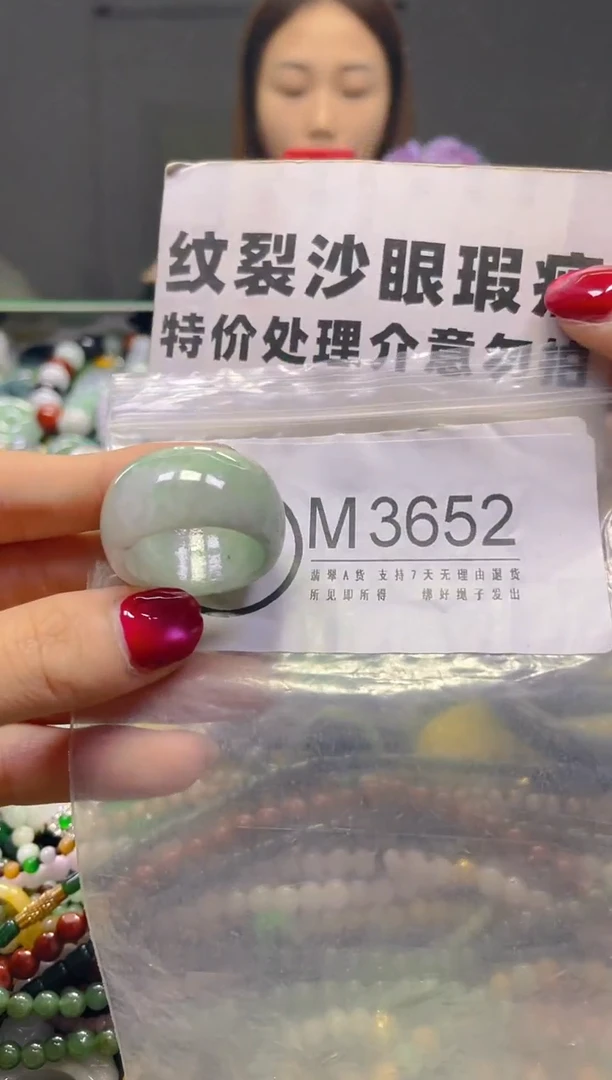 纹裂沙眼瑕
特价处理介意勿拍
M3652
翡翠A货 支持7天无理由退货
所见即所得 绑好绳子发出